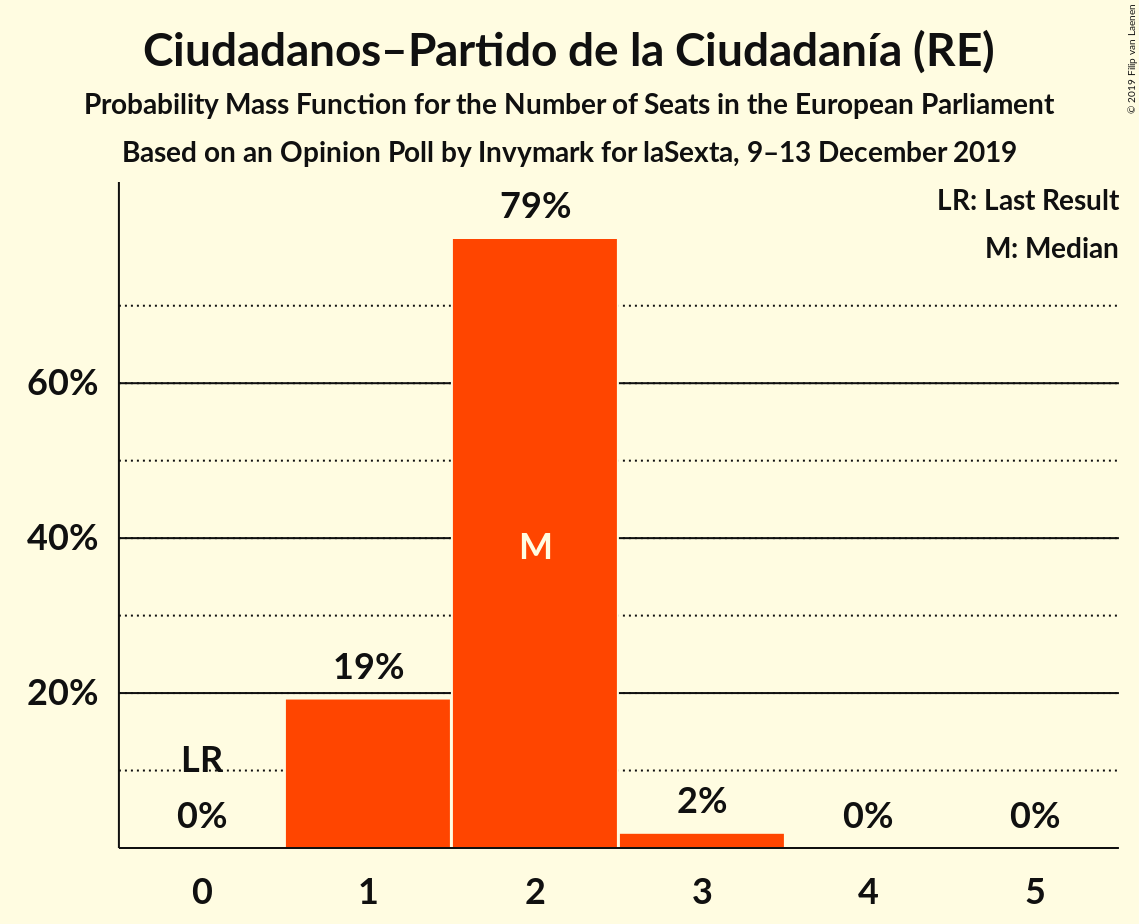 Ciudadanos–Partido de la Ciudadanía (RE)
Probability Mass Function for the Number of Seats in the European Parliament
Based on an Opinion Poll by Invymark for laSexta, 9–13 December 2019
© 2019 Filip van Laenen
LR: Last Result
M: Median
79%
60%
40%
M
19%
20%
LR
0%
2%
0%
0%
0 1 2 3 4 5